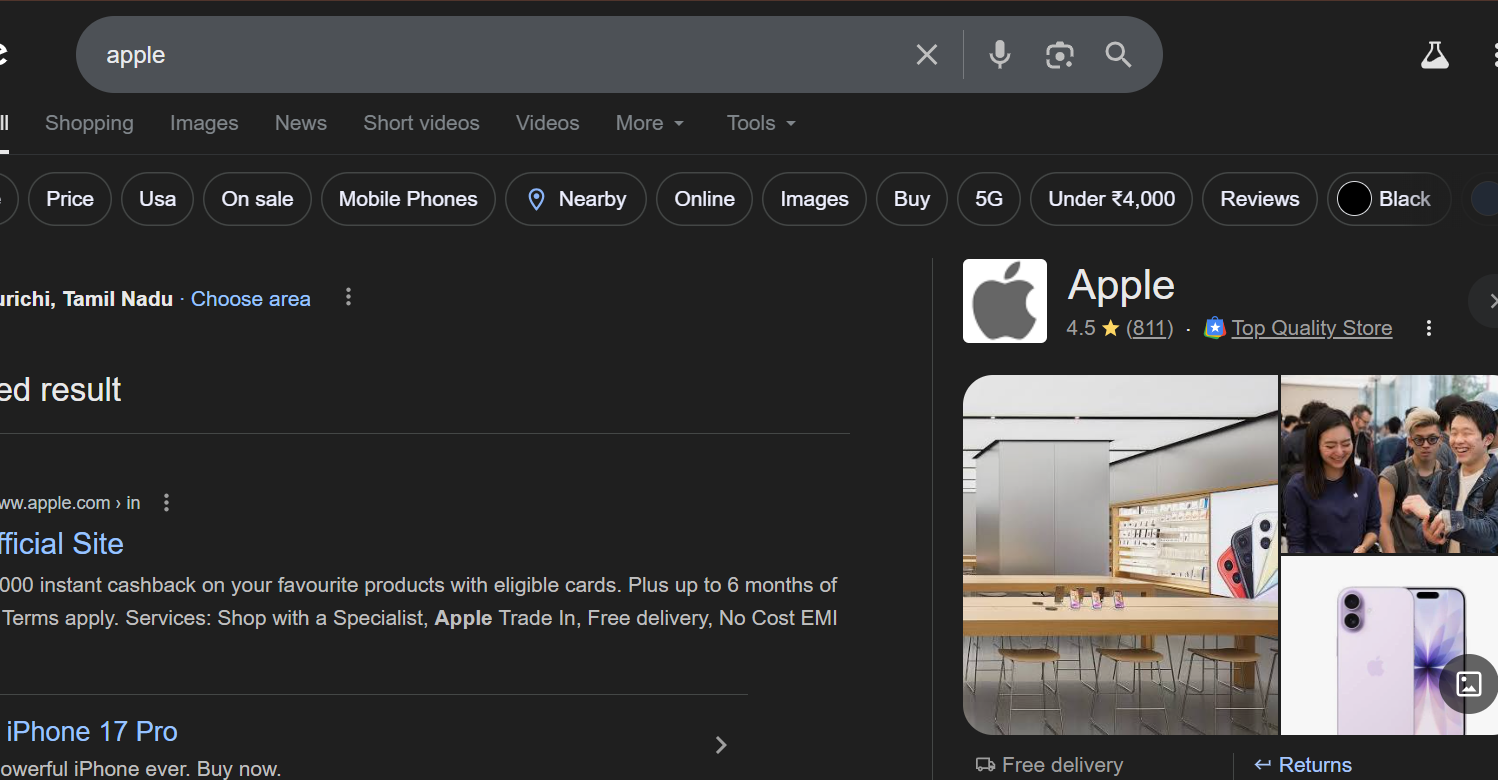 apple
Shopping Images News Short videos Videos More Tools
Price Usa On sale Mobile Phones Nearby Online Images Buy 5G Under ₹4,000 Reviews Black
urichi, Tamil Nadu · Choose area
ed result
ww.apple.com › in
fficial Site
000 instant cashback on your favourite products with eligible cards. Plus up to 6 months of
Terms apply. Services: Shop with a Specialist, Apple Trade In, Free delivery, No Cost EMI
iPhone 17 Pro
owerful iPhone ever. Buy now.
Apple
4.5 (811) · Top Quality Store
Free delivery
Returns